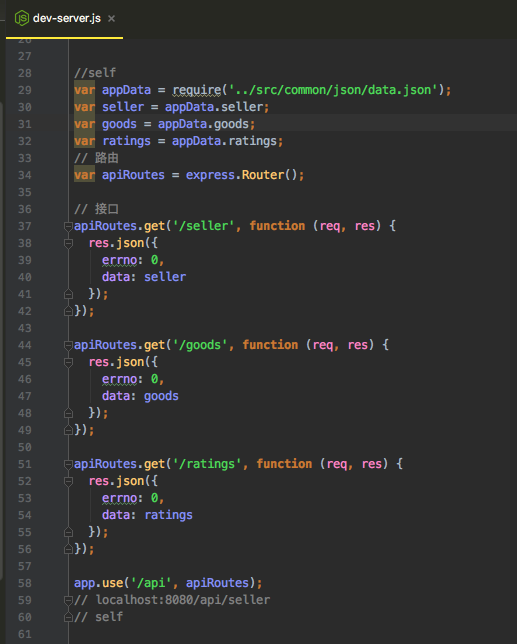 JS dev-server.js ×
27
28 //self
29 var appData = require('../src/common/json/data.json');
30 var seller = appData.seller;
31 var goods = appData.goods;
32 var ratings = appData.ratings;
33 // 路由
34 var apiRoutes = express.Router();
35
36 // 接口
37 apiRoutes.get('/seller', function (req, res) {
38 res.json({
39 errno: 0,
40 data: seller
41 });
42 });
43
44 apiRoutes.get('/goods', function (req, res) {
45 res.json({
46 errno: 0,
47 data: goods
48 });
49 });
50
51 apiRoutes.get('/ratings', function (req, res) {
52 res.json({
53 errno: 0,
54 data: ratings
55 });
56 });
57
58 app.use('/api', apiRoutes);
59 // localhost:8080/api/seller
60 // self
61